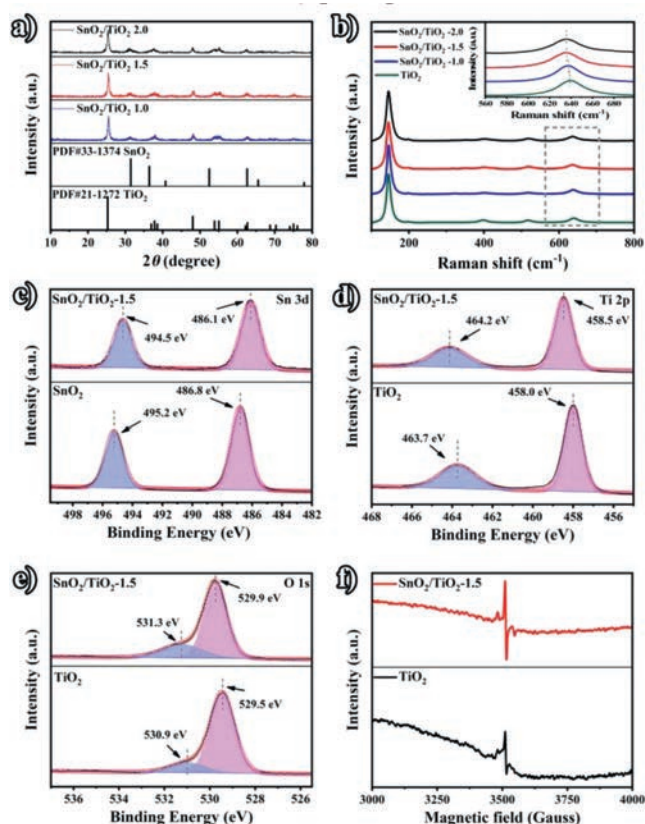 a)
SnO2/TiO2 2.0
SnO2/TiO2 1.5
SnO2/TiO2 1.0
PDF#33-1374 SnO2
PDF#21-1272 TiO2
Intensity (a.u.)
10 20 30 40 50 60 70 80
2θ (degree)
b)
SnO2/TiO2 -2.0
SnO2/TiO2 -1.5
SnO2/TiO2 -1.0
TiO2
Intensity (a.u.)
560 600 640 680
Raman shift (cm-1)
Intensity (a.u.)
200 400 600 800
Raman shift (cm-1)
c)
SnO2/TiO2-1.5
Sn 3d
486.1 eV
494.5 eV
SnO2
486.8 eV
495.2 eV
Intensity (a.u.)
498 496 494 492 490 488 486 484 482
Binding Energy (eV)
d)
SnO2/TiO2-1.5
Ti 2p
464.2 eV
458.5 eV
TiO2
458.0 eV
463.7 eV
Intensity (a.u.)
468 466 464 462 460 458 456
Binding Energy (eV)
e)
SnO2/TiO2-1.5
O 1s
529.9 eV
531.3 eV
TiO2
529.5 eV
530.9 eV
Intensity (a.u.)
536 534 532 530 528 526
Binding Energy (eV)
f)
SnO2/TiO2-1.5
TiO2
Intensity (a.u.)
3000 3200 3400 3600 3800 4000
Magnetic field (Gauss)